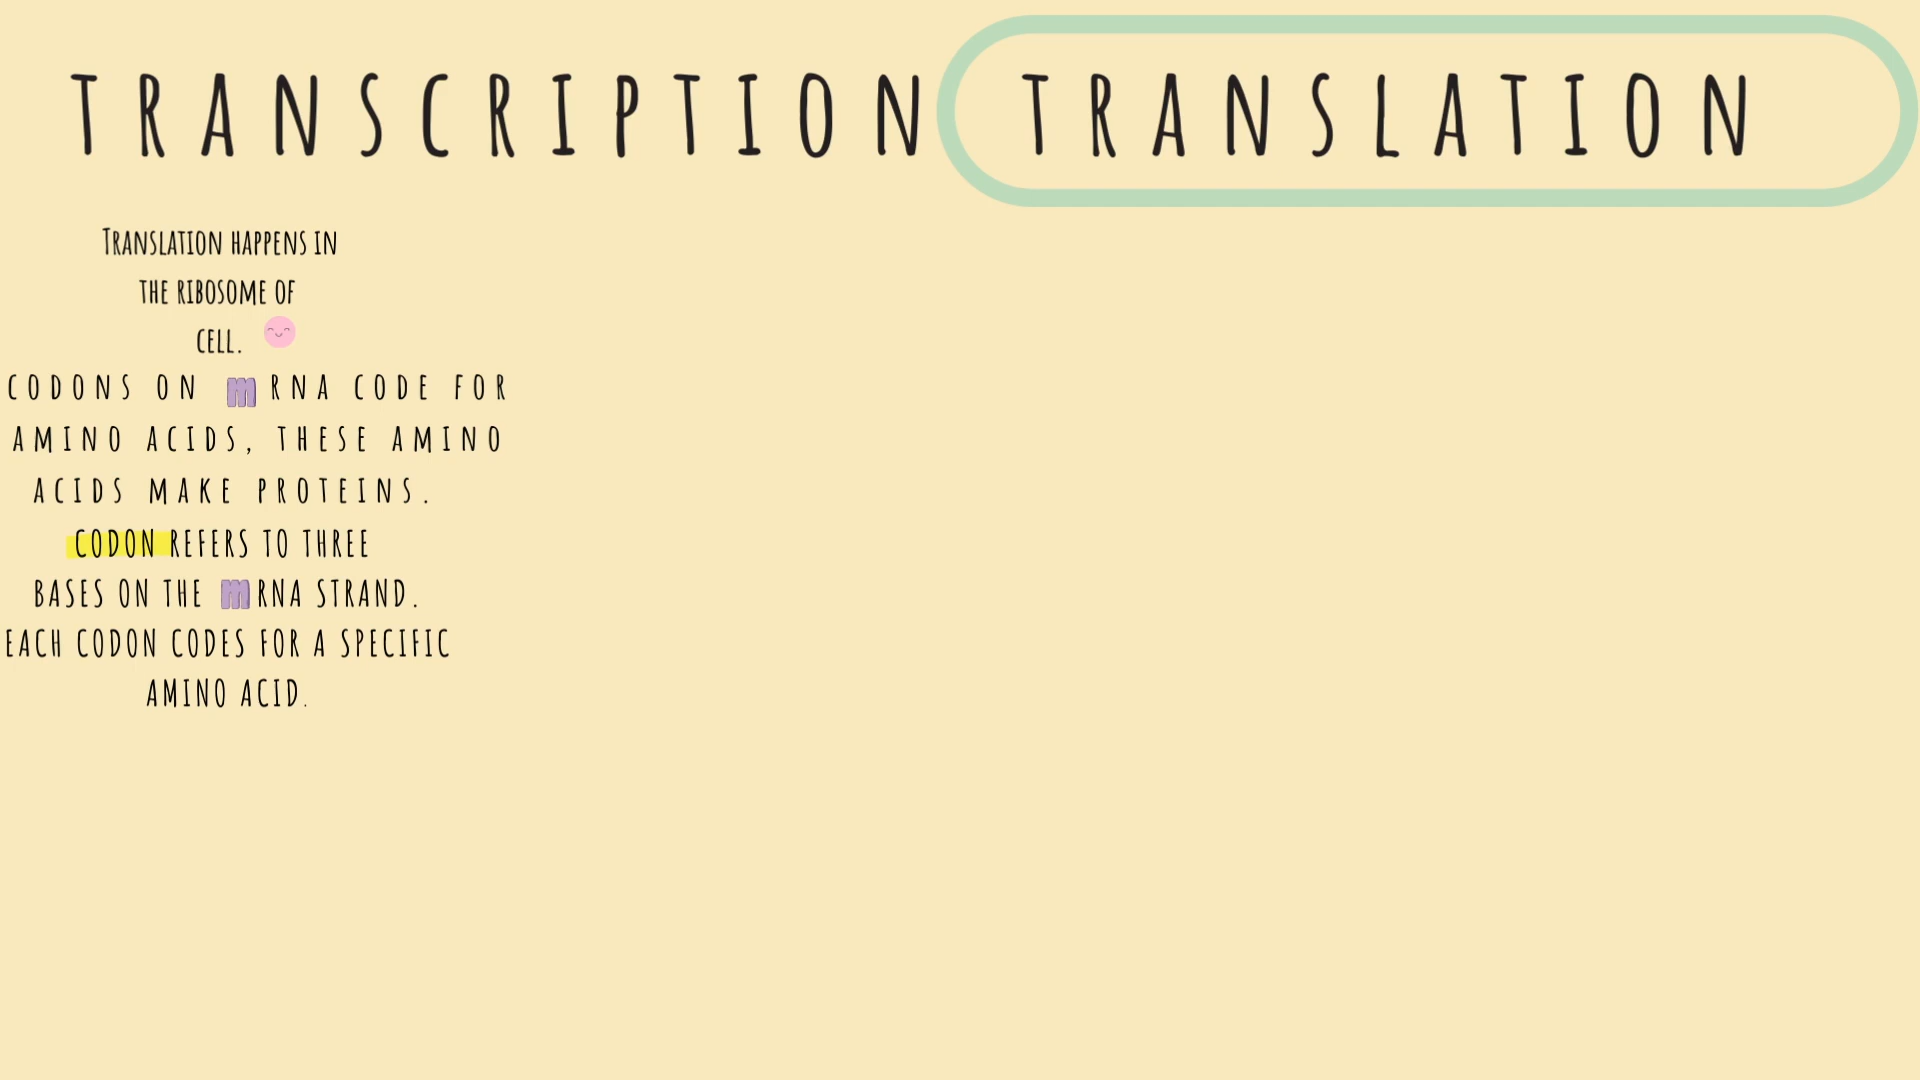 TRANSCRIPTION TRANSLATION
TRANSLATION HAPPENS IN
THE RIBOSOME OF
CELL.
CODONS ON mRNA CODE FOR
AMINO ACIDS, THESE AMINO
ACIDS MAKE PROTEINS.
CODON REFERS TO THREE
BASES ON THE mRNA STRAND.
EACH CODON CODES FOR A SPECIFIC
AMINO ACID.